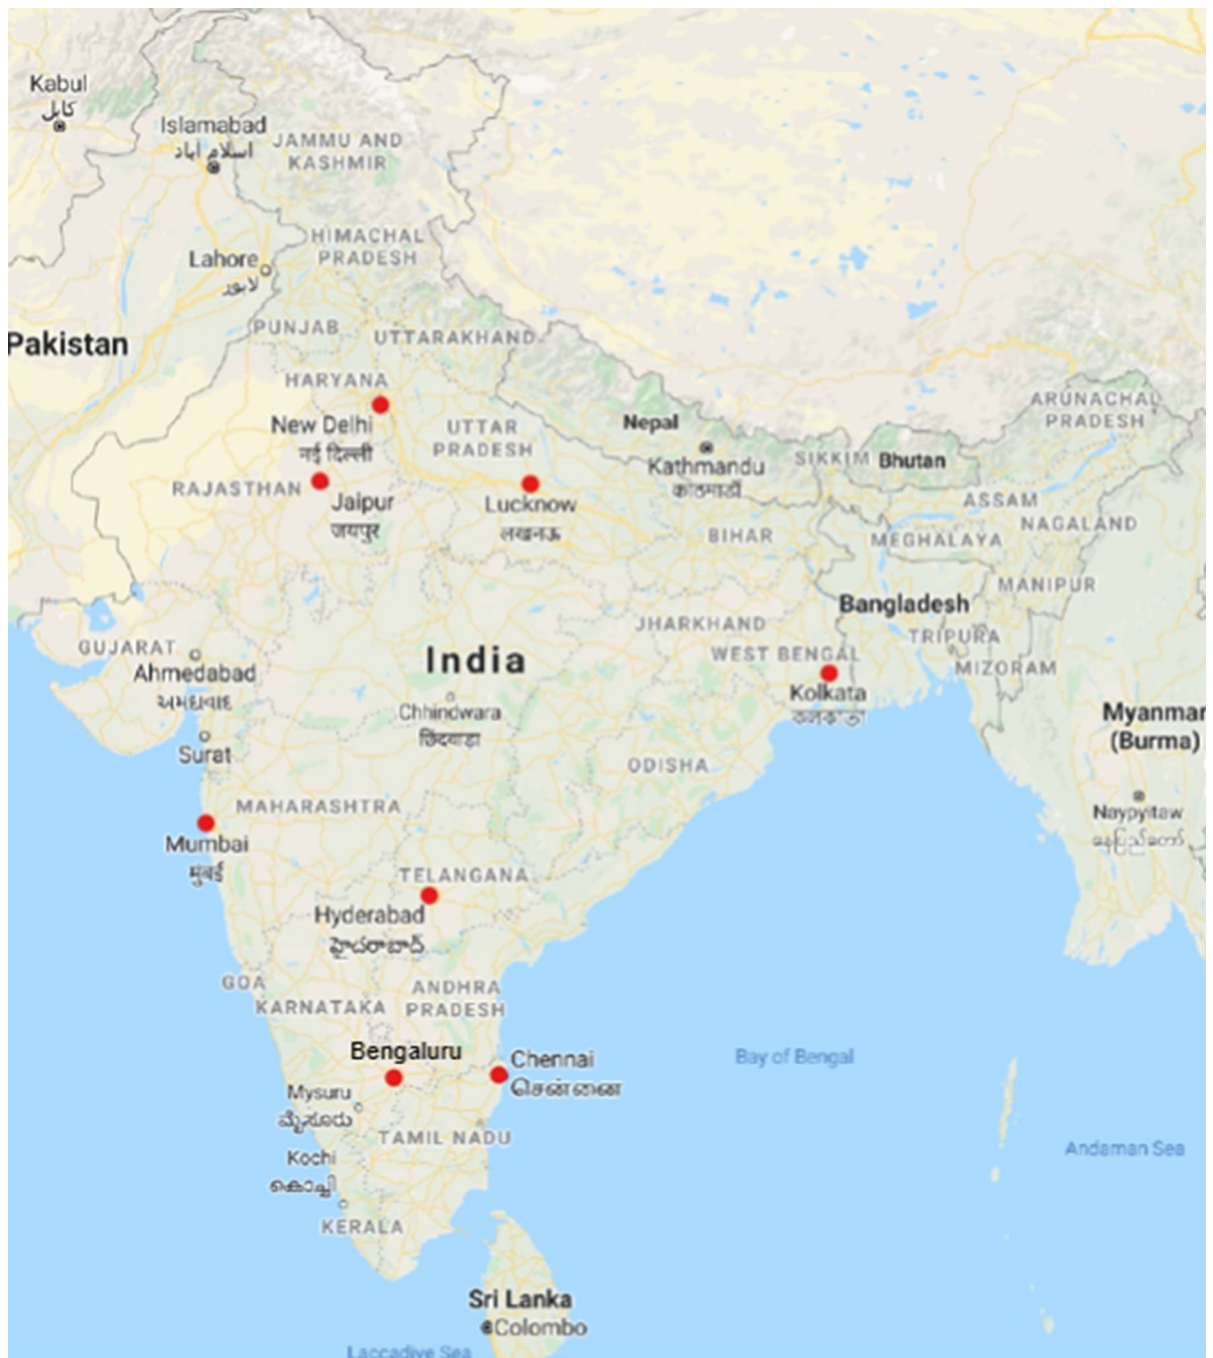 Kabul
کابل
Islamabad
اسلام آباد
JAMMU AND
KASHMIR
HIMACHAL
PRADESH
Lahore
لاہور
PUNJAB
UTTARAKHAND
Pakistan
HARYANA
New Delhi
नई दिल्ली
UTTAR
PRADESH
Nepal
Kathmandu
काठमाडौं
SIKKIM
Bhutan
ARUNACHAL
PRADESH
RAJASTHAN
Jaipur
जयपुर
Lucknow
लखनऊ
ASSAM
NAGALAND
BIHAR
MEGHALAYA
MANIPUR
Bangladesh
JHARKHAND
TRIPURA
GUJARAT
India
WEST BENGAL
MIZORAM
Ahmedabad
અમદાવાદ
Kolkata
কলকাতা
Chhindwara
छिंदवाड़ा
Myanmar
(Burma)
Surat
ODISHA
MAHARASHTRA
Naypyitaw
နေပြည်တော်
Mumbai
मुंबई
TELANGANA
Hyderabad
హైదరాబాద్
GOA
KARNATAKA
ANDHRA
PRADESH
Bengaluru
Chennai
சென்னை
Bay of Bengal
Mysuru
ಮೈಸೂರು
TAMIL NADU
Andaman Sea
Kochi
കൊച്ചി
KERALA
Sri Lanka
Colombo
Laccadive Sea